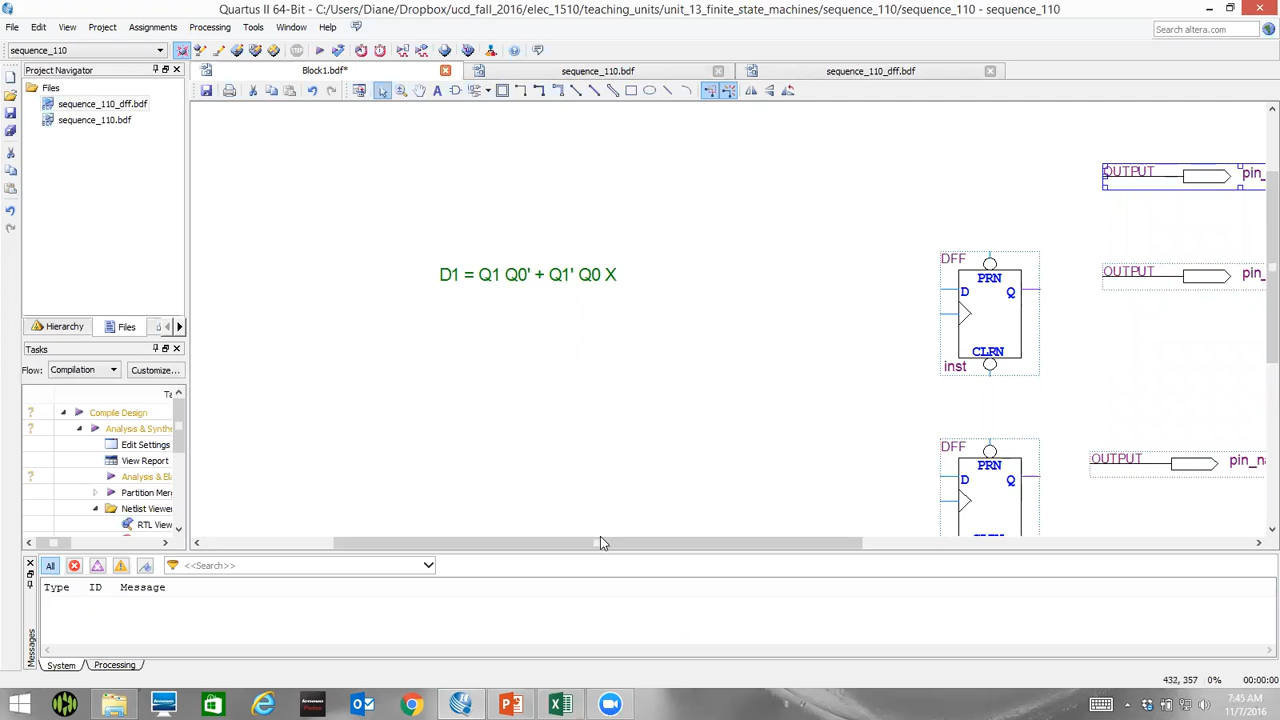 Quartus II 64-Bit - C:/Users/Diane/Dropbox/ucd_fall_2016/elec_1510/teaching_units/unit_13_finite_state_machines/sequence_110/sequence_110 - sequence_110
File Edit View Project Assignments Processing Tools Window Help
Search altera.com
sequence_110
Project Navigator
Block1.bdf*
sequence_110.bdf
sequence_110_dff.bdf
Files
sequence_110_dff.bdf
sequence_110.bdf
OUTPUT pin_
DFF
PRN
D Q
CLRN
inst
OUTPUT pin_
D1 = Q1 Q0' + Q1' Q0 X
Hierarchy Files
Tasks
Flow: Compilation Customize...
Ta
Compile Design
Analysis & Synthe
Edit Settings
View Report
Analysis & Ela
Partition Mer
Netlist Viewer
RTL View
DFF
PRN
D Q
OUTPUT pin_n
All <<Search>>
Type ID Message
Messages
System Processing
432, 357 0% 00:00:00
7:45 AM
11/7/2016